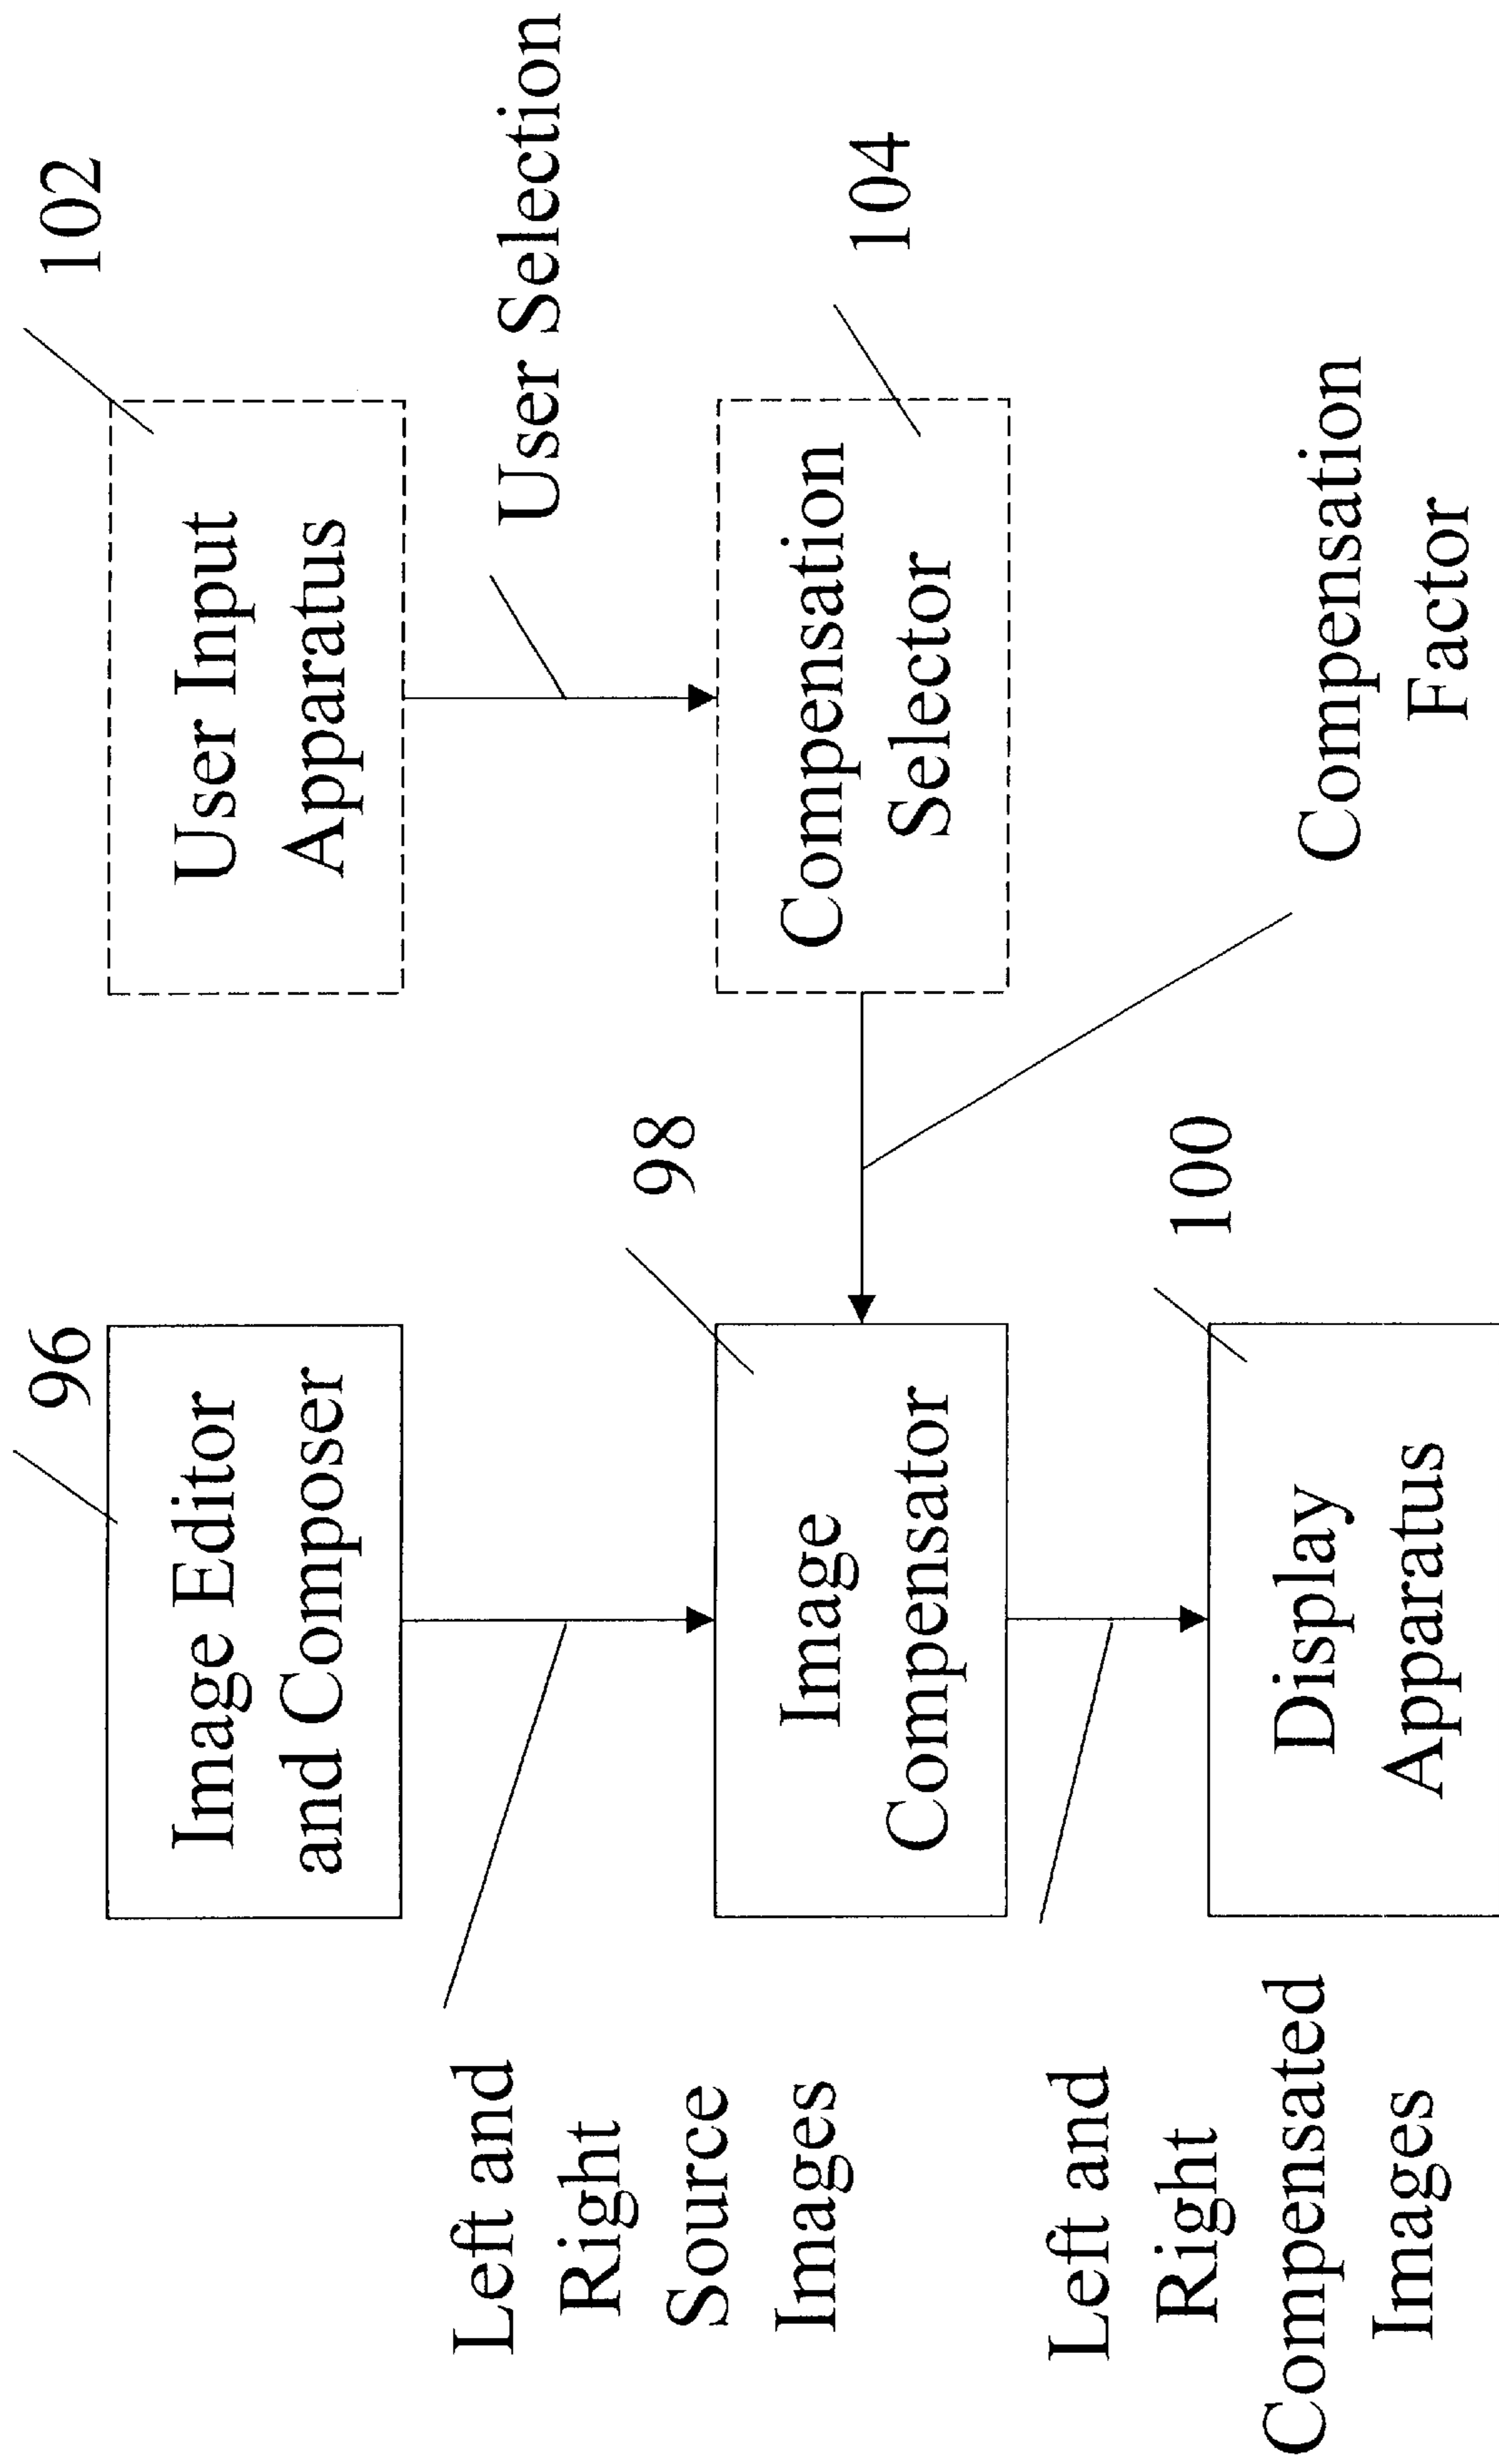 96
Image Editor
and Composer
102
User Input
Apparatus
Left and
Right
Source
Images
User Selection
98
Image
Compensator
104
Compensation
Selector
Left and
Right
Compensated
Images
100
Display
Apparatus
Compensation
Factor